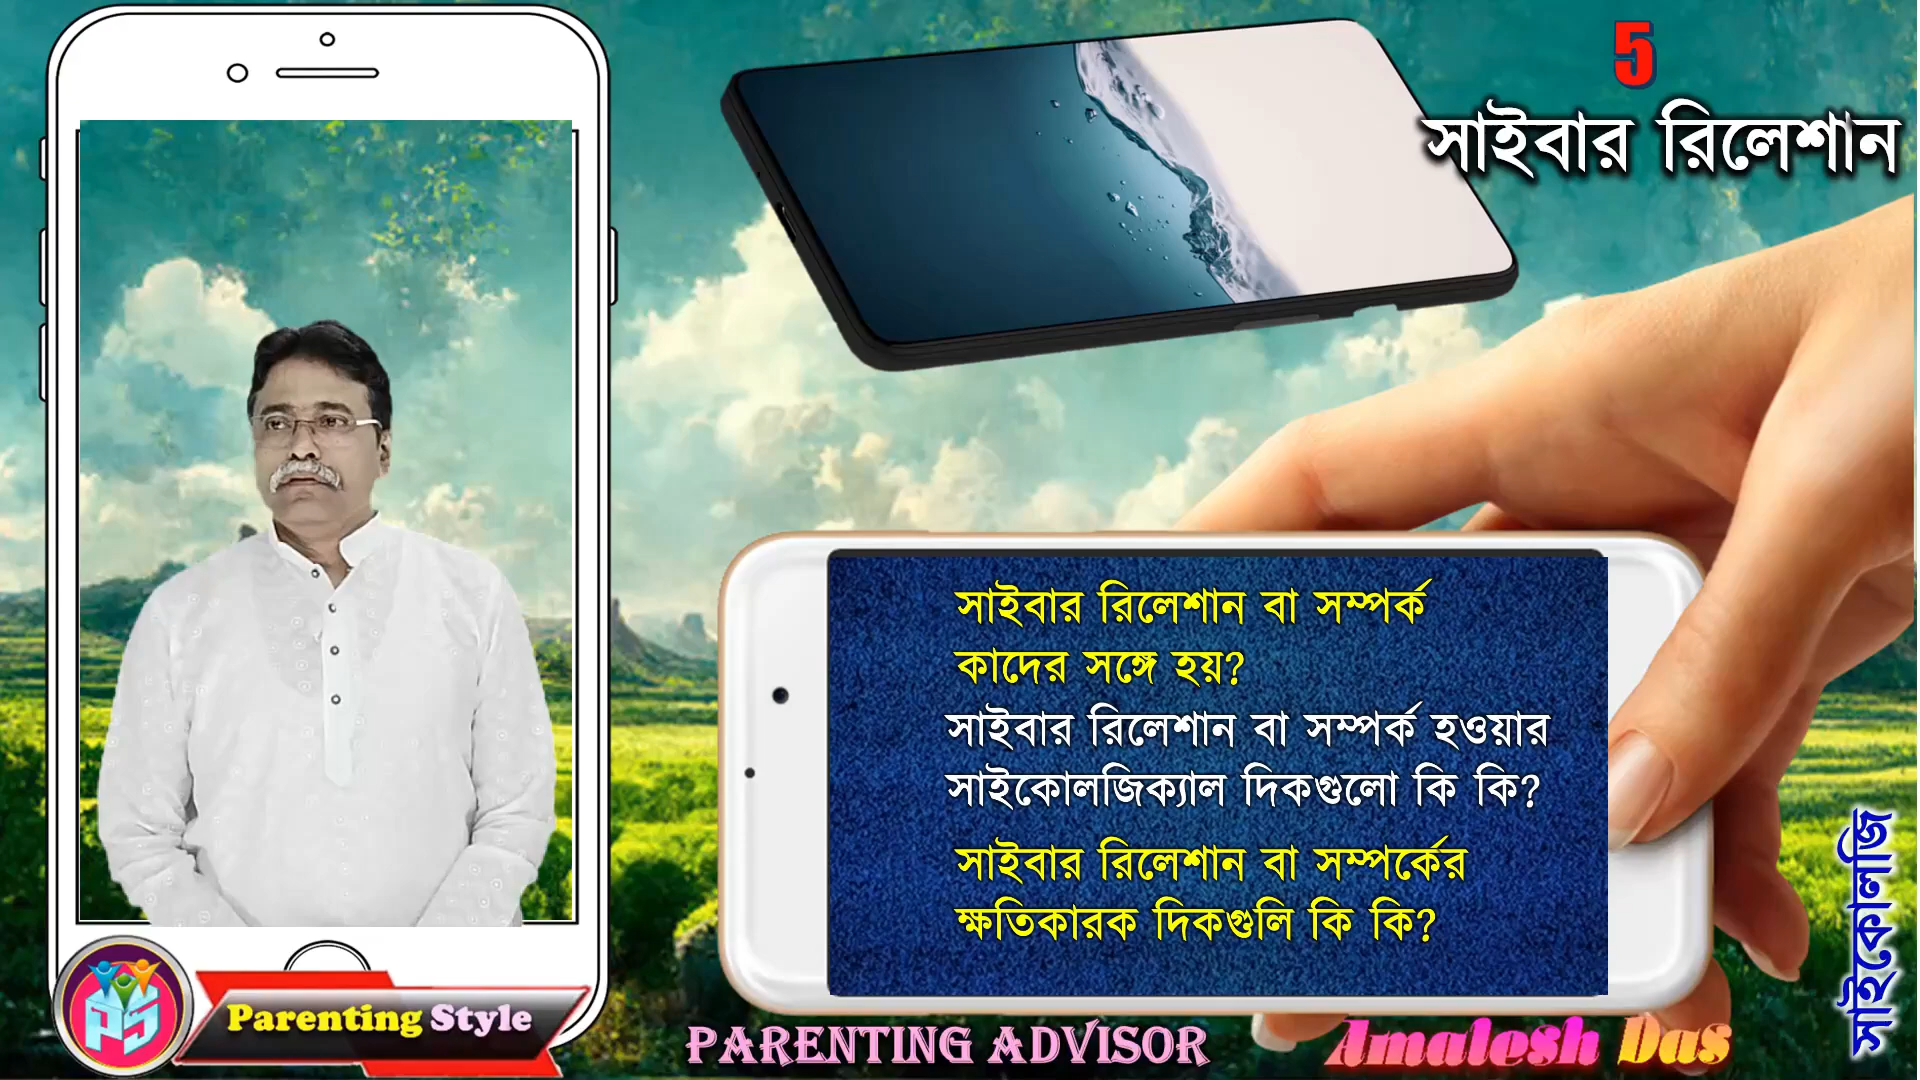 5
সাইবার রিলেশান
সাইবার রিলেশান বা সম্পর্ক
কাদের সঙ্গে হয়?
সাইবার রিলেশান বা সম্পর্ক হওয়ার
সাইকোলজিক্যাল দিকগুলো কি কি?
সাইবার রিলেশান বা সম্পর্কের
ক্ষতিকারক দিকগুলি কি কি?
সাইকোলজি
PS
Parenting Style
PARENTING ADVISOR
Amalesh Das